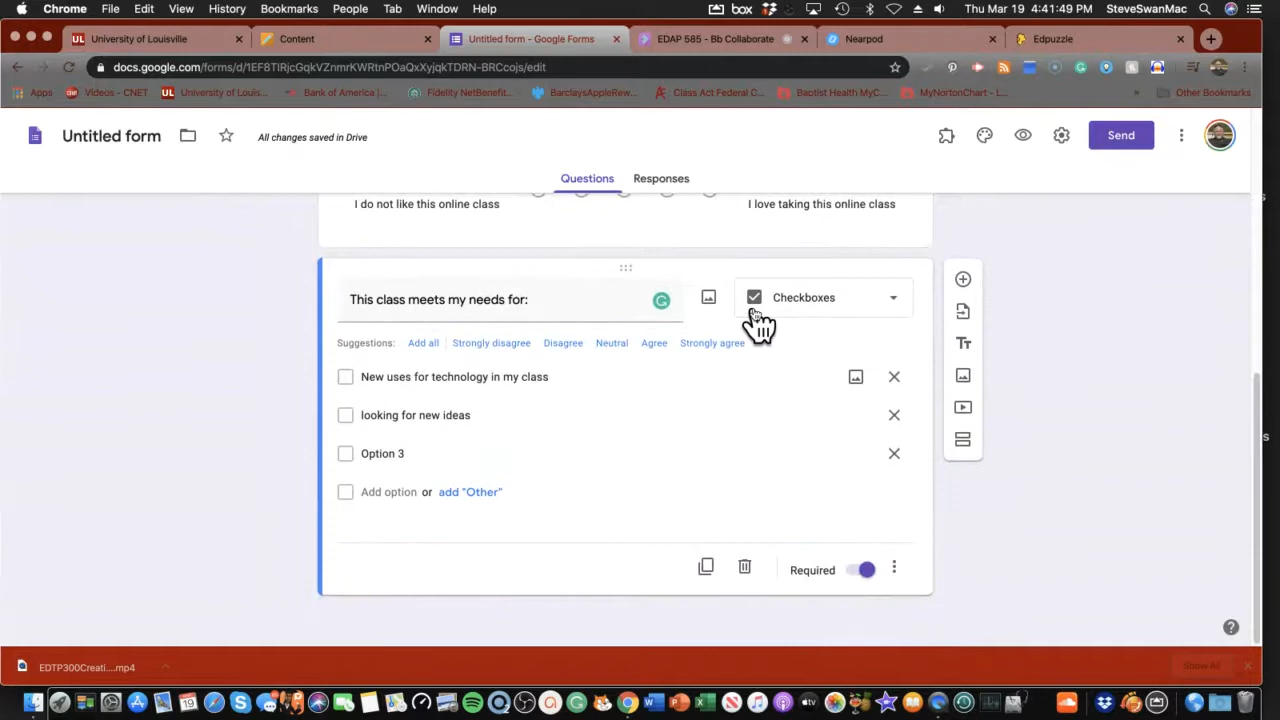 Chrome File Edit View History Bookmarks People Tab Window Help box Thu Mar 19 4:41:49 PM SteveSwanMac
University of Louisville Content Untitled form - Google Forms EDAP 585 - Bb Collaborate Nearpod Edpuzzle
docs.google.com/forms/d/1EF8TIRjcGqkVZnmrKWRtnPOaQxXyjqkTDRN-BRCcojs/edit
Apps Videos - CNET University of Louis... Bank of America |... Fidelity NetBenefit... BarclaysAppleRew... Class Act Federal C... Baptist Health MyC... MyNortonChart - L... » Other Bookmarks
Untitled form All changes saved in Drive Send
Questions Responses
I do not like this online class I love taking this online class
This class meets my needs for: Checkboxes
Suggestions: Add all Strongly disagree Disagree Neutral Agree Strongly agree
New uses for technology in my class
looking for new ideas
Option 3
Add option or add "Other"
Required
EDTP300Creati....mp4 Show All